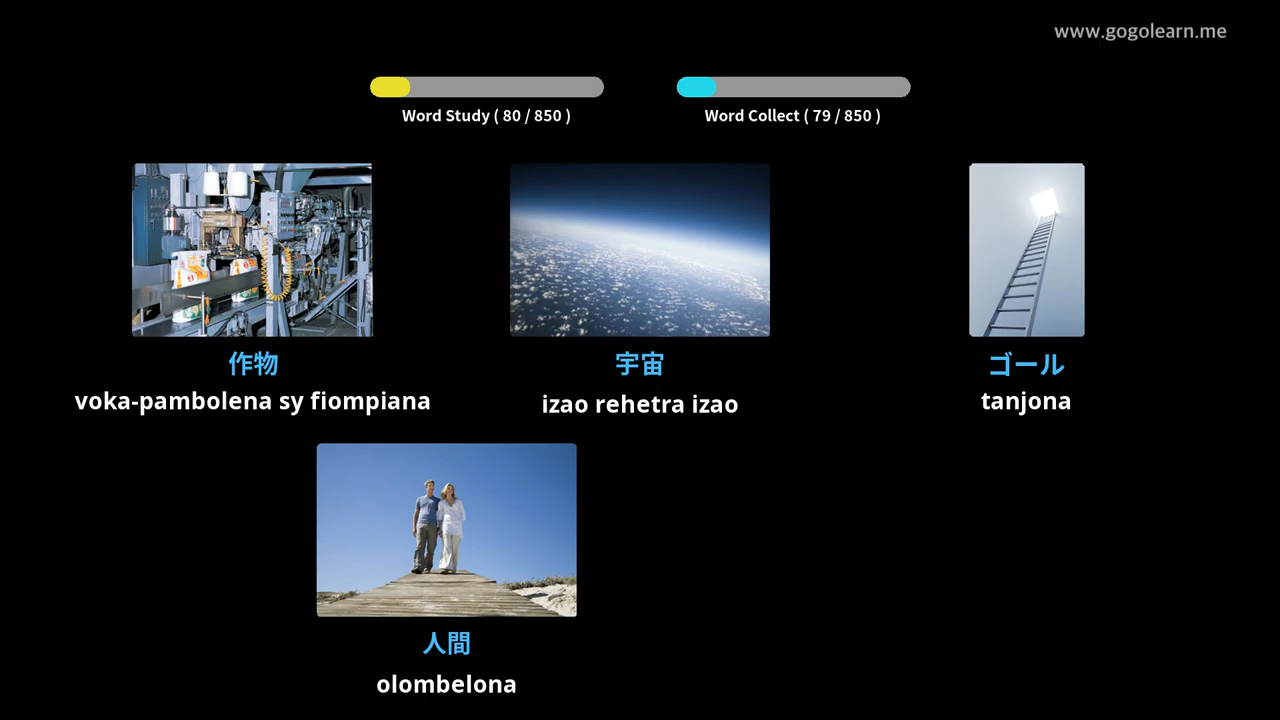 www.gogolearn.me
Word Study ( 80 / 850 )
Word Collect ( 79 / 850 )
作物
voka-pambolena sy fiompiana
宇宙
izao rehetra izao
ゴール
tanjona
人間
olombelona